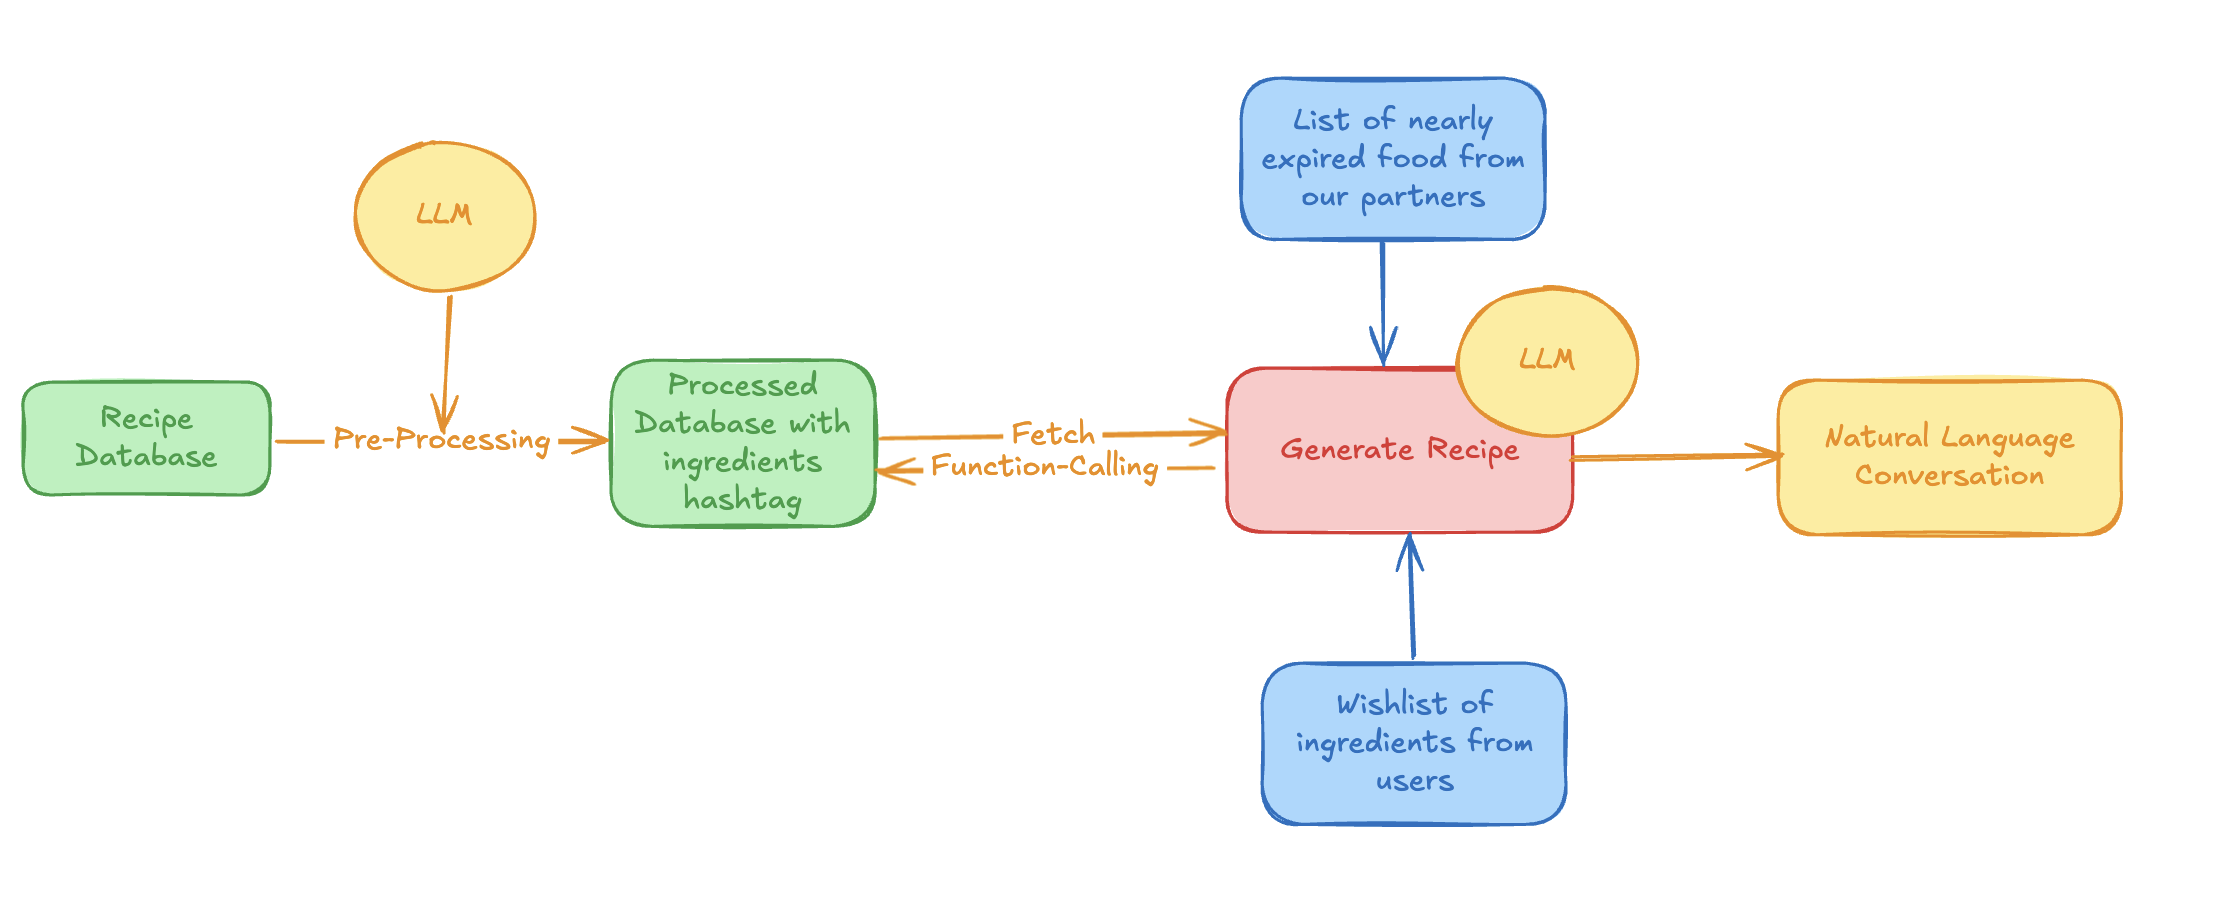 List of nearly
expired food from
our partners
LLM
LLM
Recipe
Database
Pre-Processing
Processed
Database with
ingredients
hashtag
Fetch
Function-Calling
Generate Recipe
Natural Language
Conversation
Wishlist of
ingredients from
users